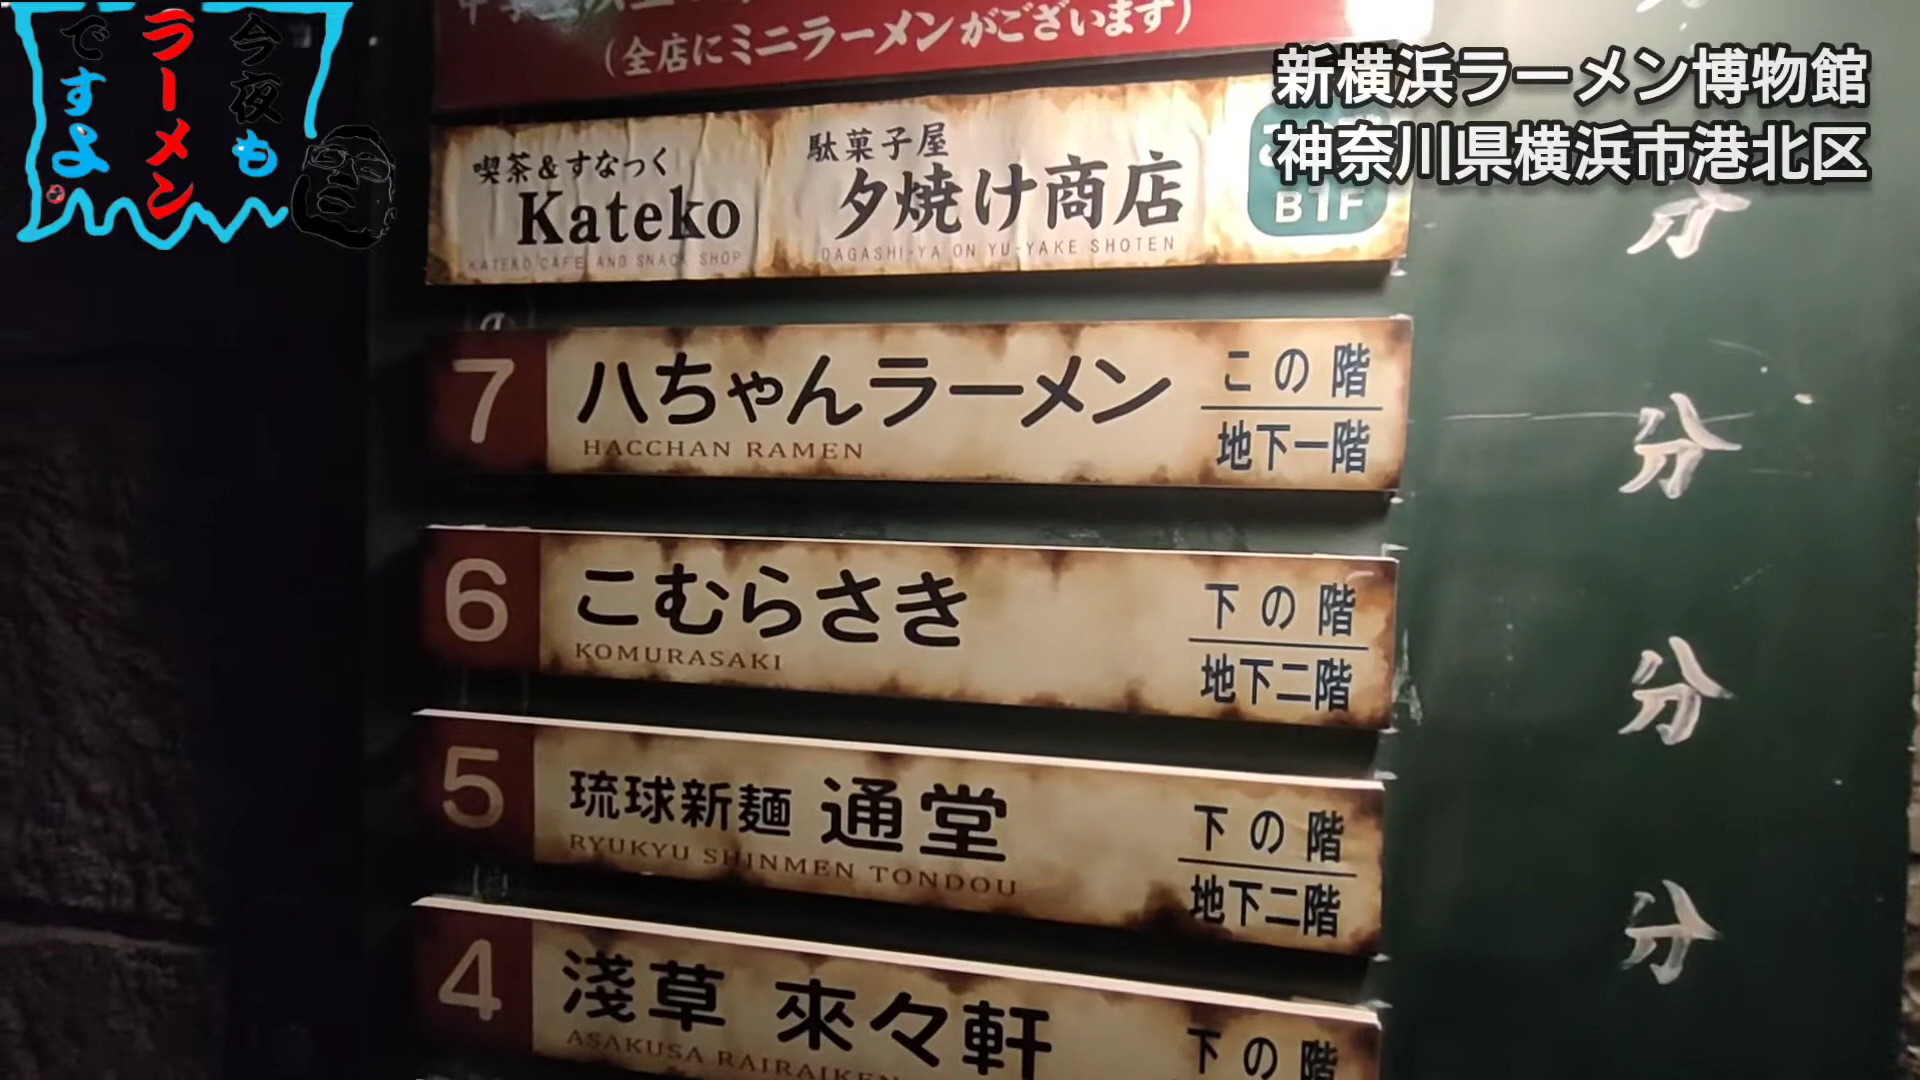 今夜も
ラーメン
ですよ
新横浜ラーメン博物館
神奈川県横浜市港北区
(全店にミニラーメンがございます)
喫茶&すなっく
Kateko
KATEKO CAFE AND SNACK SHOP
駄菓子屋
夕焼け商店
DAGASHI-YA ON YU-YAKE SHOTEN
B1F
7
八ちゃんラーメン
HACCHAN RAMEN
この階
地下一階
分
6
こむらさき
KOMURASAKI
下の階
地下二階
分
5
琉球新麺 通堂
RYUKYU SHINMEN TONDOU
下の階
地下二階
分
4
淺草 來々軒
ASAKUSA RAIRAIKEN
下の階
分